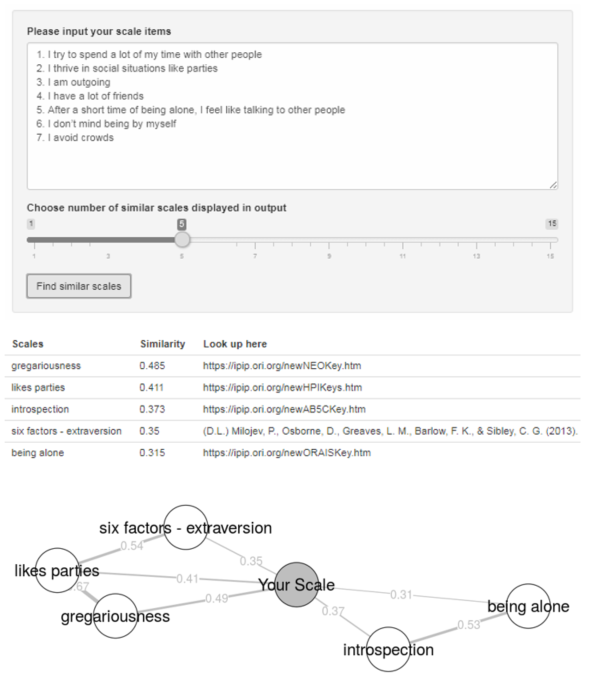 Please input your scale items
1. I try to spend a lot of my time with other people
2. I thrive in social situations like parties
3. I am outgoing
4. I have a lot of friends
5. After a short time of being alone, I feel like talking to other people
6. I don't mind being by myself
7. I avoid crowds
Choose number of similar scales displayed in output
1 5 15
1 3 5 7 9 11 13 15
Find similar scales
Scales Similarity Look up here
gregariousness 0.485 https://ipip.ori.org/newNEOKey.htm
likes parties 0.411 https://ipip.ori.org/newHPIKeys.htm
introspection 0.373 https://ipip.ori.org/newAB5CKey.htm
six factors - extraversion 0.35 (D.L.) Milojev, P., Osborne, D., Greaves, L. M., Barlow, F. K., & Sibley, C. G. (2013).
being alone 0.315 https://ipip.ori.org/newORAISKey.htm
six factors - extraversion
0.54
0.35
likes parties
0.41
Your Scale
.67
0.49
0.31
being alone
gregariousness
0.37
0.53
introspection